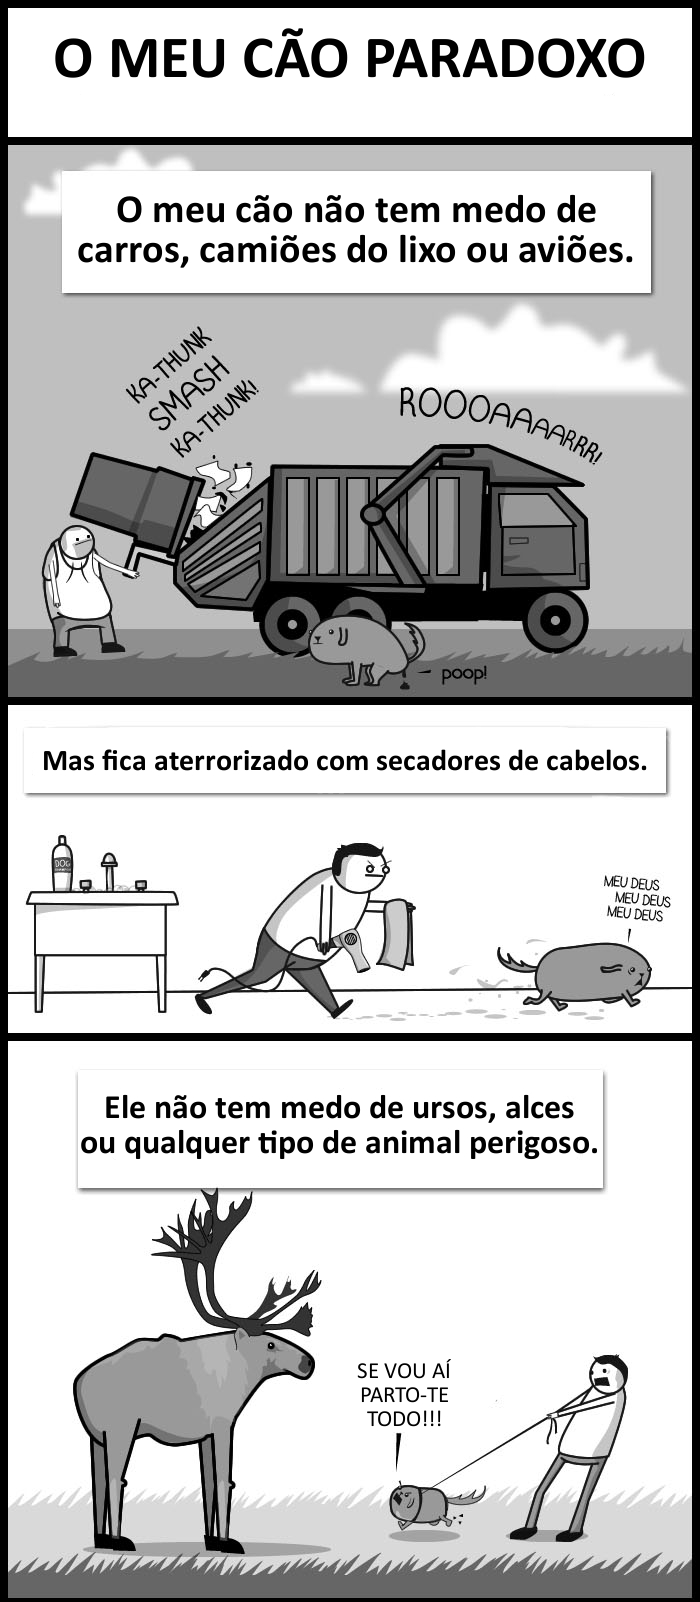 O MEU CÃO PARADOXO
O meu cão não tem medo de
carros, camiões do lixo ou aviões.
KA-THUNK
SMASH
KA-THUNK!
ROOOAAAARRR!
poop!
Mas fica aterrorizado com secadores de cabelos.
DOG
MEU DEUS
MEU DEUS
MEU DEUS
Ele não tem medo de ursos, alces
ou qualquer tipo de animal perigoso.
SE VOU AÍ
PARTO-TE
TODO!!!